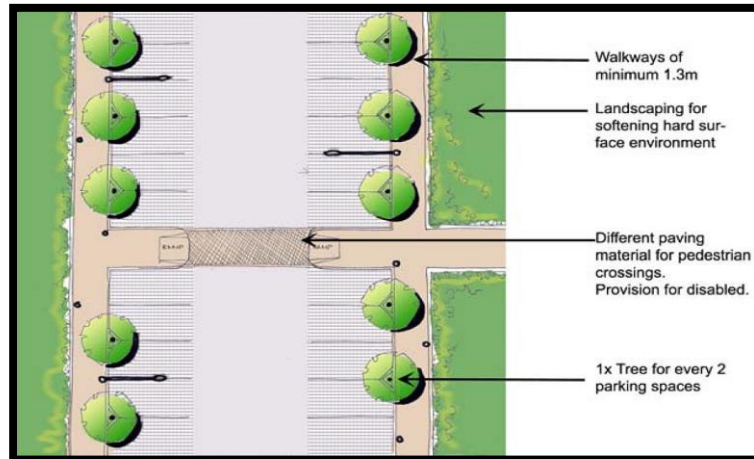 Walkways of
minimum 1.3m
Landscaping for
softening hard sur-
face environment
Different paving
material for pedestrian
crossings.
Provision for disabled.
1x Tree for every 2
parking spaces